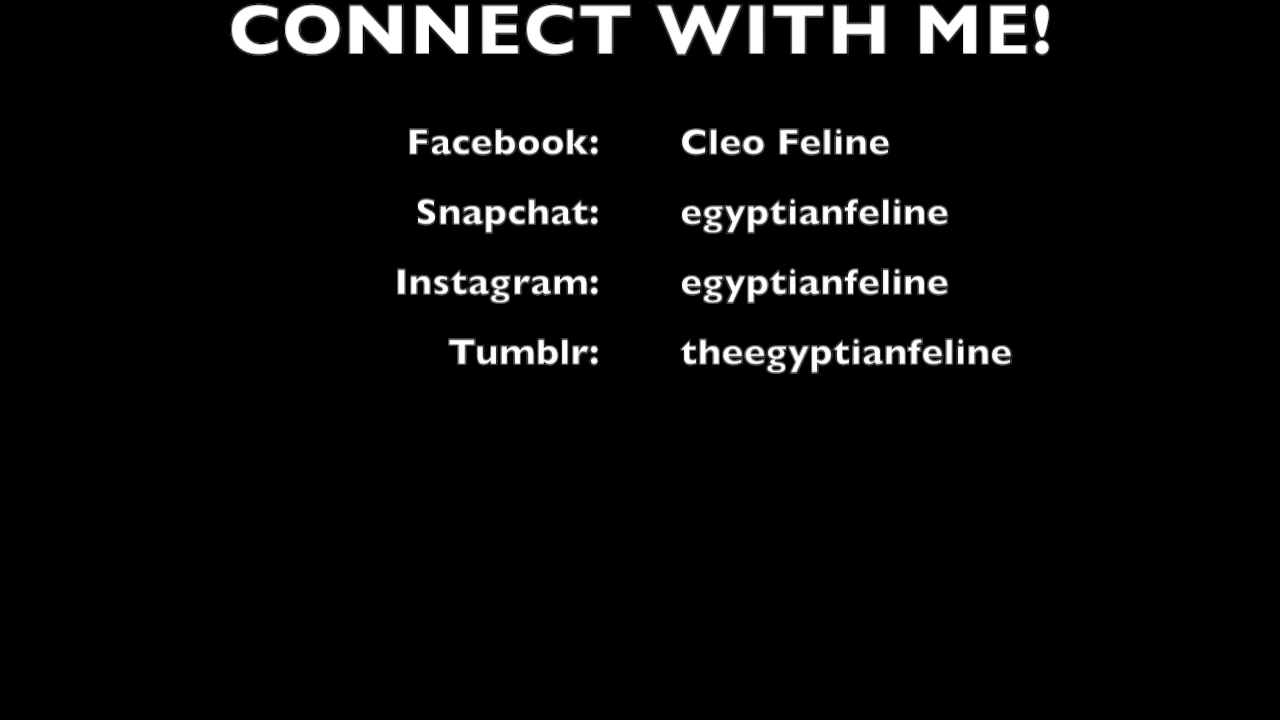 CONNECT WITH ME!
Facebook: Cleo Feline
Snapchat: egyptianfeline
Instagram: egyptianfeline
Tumblr: theegyptianfeline